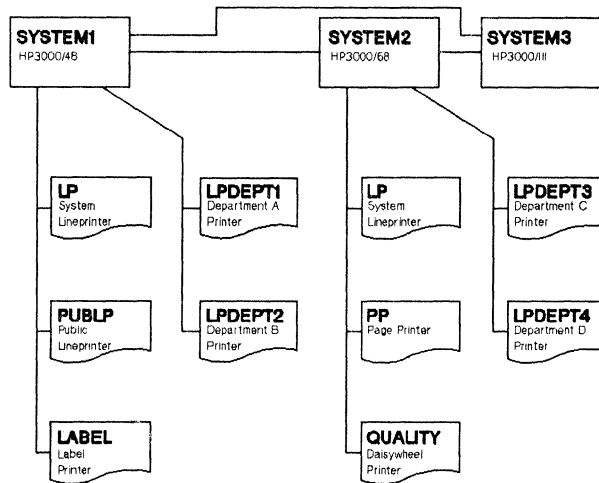 SYSTEM1
HP3000/48
SYSTEM2
HP3000/68
SYSTEM3
HP3000/III
LP
System
Lineprinter
LPDEPT1
Department A
Printer
LP
System
Lineprinter
LPDEPT3
Department C
Printer
PUBLP
Public
Lineprinter
LPDEPT2
Department B
Printer
PP
Page Printer
LPDEPT4
Department D
Printer
LABEL
Label
Printer
QUALITY
Daisywheel
Printer